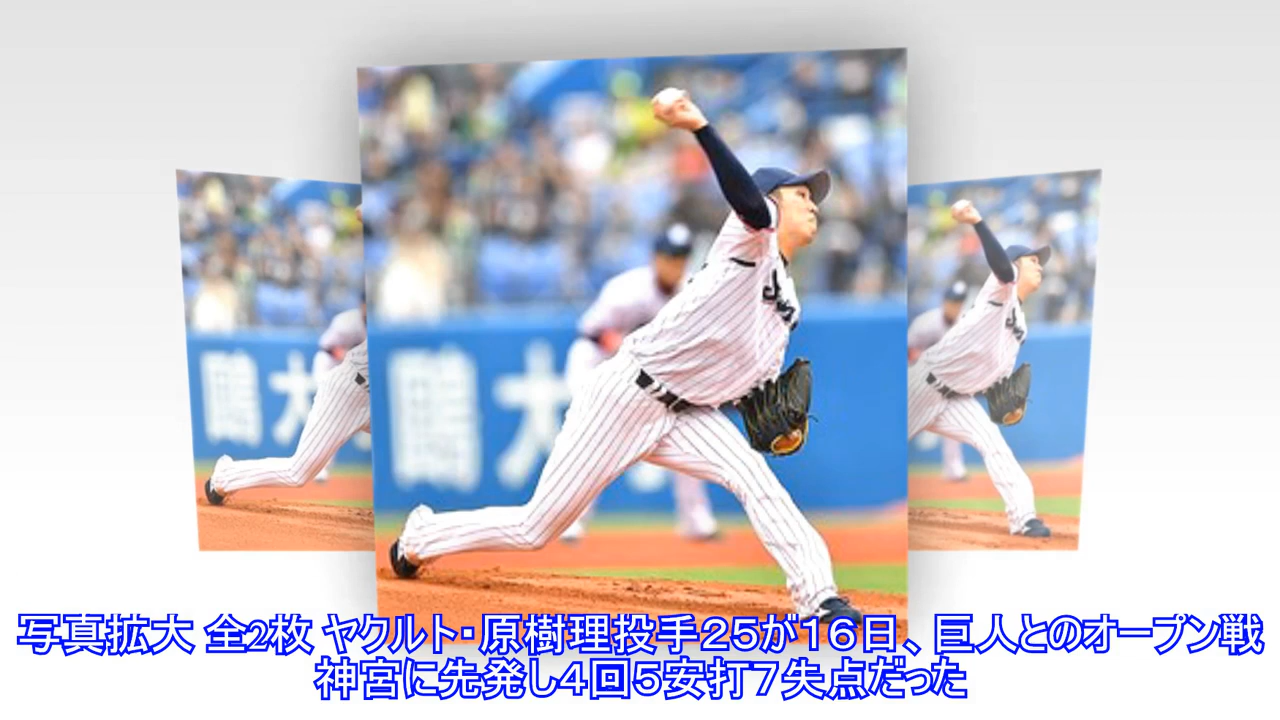 鴎大
写真拡大 全2枚 ヤクルト・原樹理投手２５が１６日、巨人とのオープン戦
神宮に先発し４回５安打７失点だった